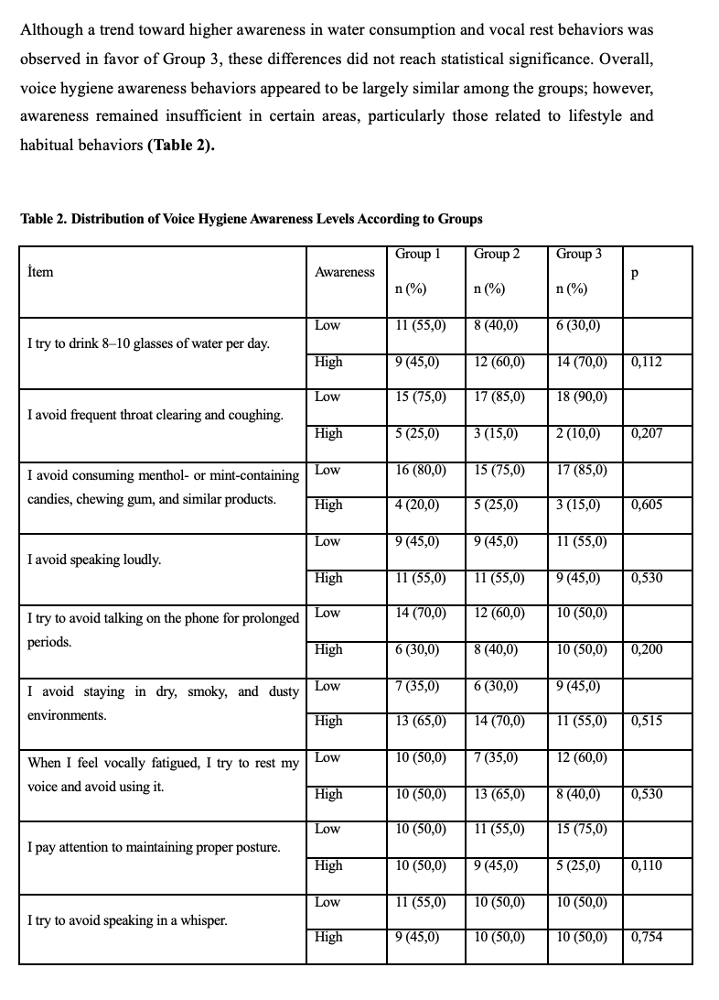 Although a trend toward higher awareness in water consumption and vocal rest behaviors was
observed in favor of Group 3, these differences did not reach statistical significance. Overall,
voice hygiene awareness behaviors appeared to be largely similar among the groups; however,
awareness remained insufficient in certain areas, particularly those related to lifestyle and
habitual behaviors (Table 2).
Table 2. Distribution of Voice Hygiene Awareness Levels According to Groups
İtem Awareness Group 1 n (%) Group 2 n (%) Group 3 n (%) p
I try to drink 8–10 glasses of water per day.
Low 11 (55,0) 8 (40,0) 6 (30,0)
High 9 (45,0) 12 (60,0) 14 (70,0) 0,112
I avoid frequent throat clearing and coughing.
Low 15 (75,0) 17 (85,0) 18 (90,0)
High 5 (25,0) 3 (15,0) 2 (10,0) 0,207
I avoid consuming menthol- or mint-containing
candies, chewing gum, and similar products.
Low 16 (80,0) 15 (75,0) 17 (85,0)
High 4 (20,0) 5 (25,0) 3 (15,0) 0,605
I avoid speaking loudly.
Low 9 (45,0) 9 (45,0) 11 (55,0)
High 11 (55,0) 11 (55,0) 9 (45,0) 0,530
I try to avoid talking on the phone for prolonged
periods.
Low 14 (70,0) 12 (60,0) 10 (50,0)
High 6 (30,0) 8 (40,0) 10 (50,0) 0,200
I avoid staying in dry, smoky, and dusty
environments.
Low 7 (35,0) 6 (30,0) 9 (45,0)
High 13 (65,0) 14 (70,0) 11 (55,0) 0,515
When I feel vocally fatigued, I try to rest my
voice and avoid using it.
Low 10 (50,0) 7 (35,0) 12 (60,0)
High 10 (50,0) 13 (65,0) 8 (40,0) 0,530
I pay attention to maintaining proper posture.
Low 10 (50,0) 11 (55,0) 15 (75,0)
High 10 (50,0) 9 (45,0) 5 (25,0) 0,110
I try to avoid speaking in a whisper.
Low 11 (55,0) 10 (50,0) 10 (50,0)
High 9 (45,0) 10 (50,0) 10 (50,0) 0,754